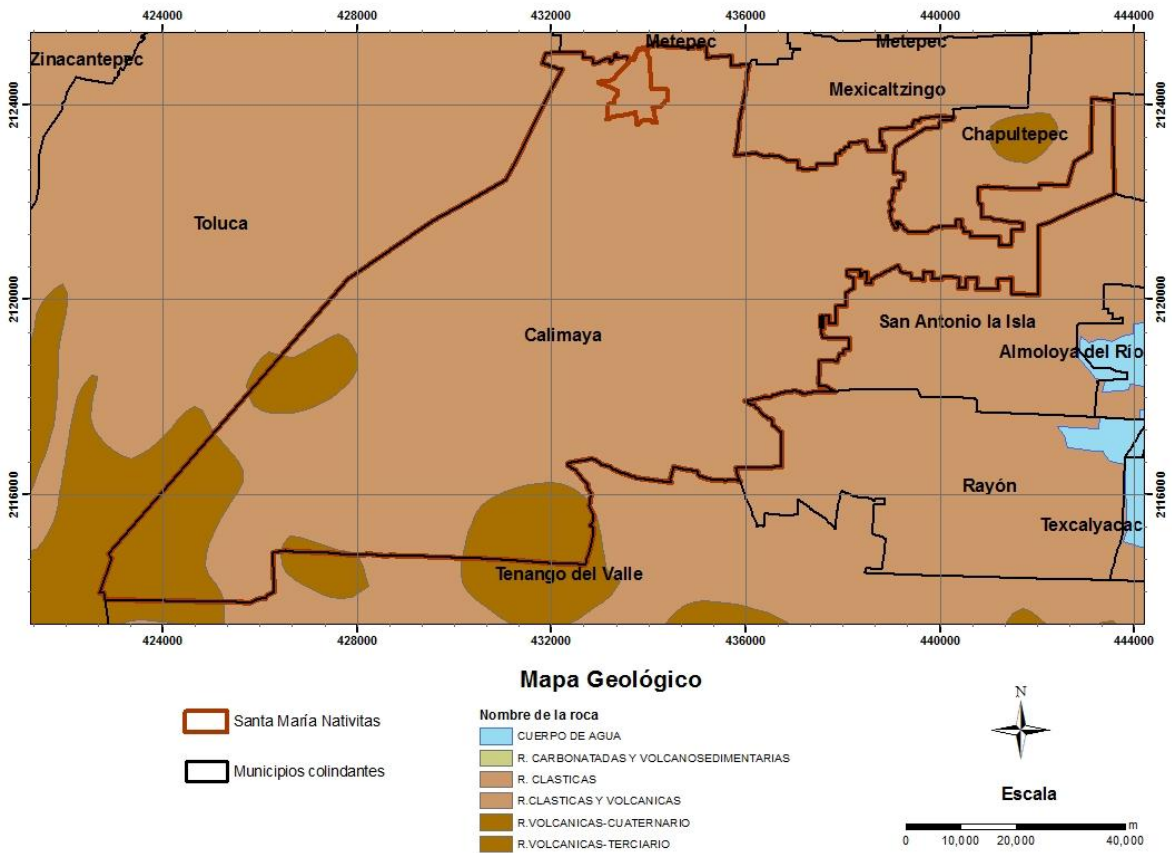 424000 428000 432000 436000 440000 444000
Zinacantepec
Metepec
Metepec
Mexicaltzingo
2124000
2124000
Chapultepec
Toluca
2120000
2120000
San Antonio la Isla
Calimaya
Almoloya del Río
2116000
2116000
Rayón
Texcalyacac
Tenango del Valle
424000 428000 432000 436000 440000 444000
Mapa Geológico
Santa María Nativitas
Municipios colindantes
Nombre de la roca
CUERPO DE AGUA
R. CARBONATADAS Y VOLCANOSEDIMENTARIAS
R. CLASTICAS
R.CLASTICAS Y VOLCANICAS
R.VOLCANICAS-CUATERNARIO
R.VOLCANICAS-TERCIARIO
N
Escala
m
0 10,000 20,000 40,000